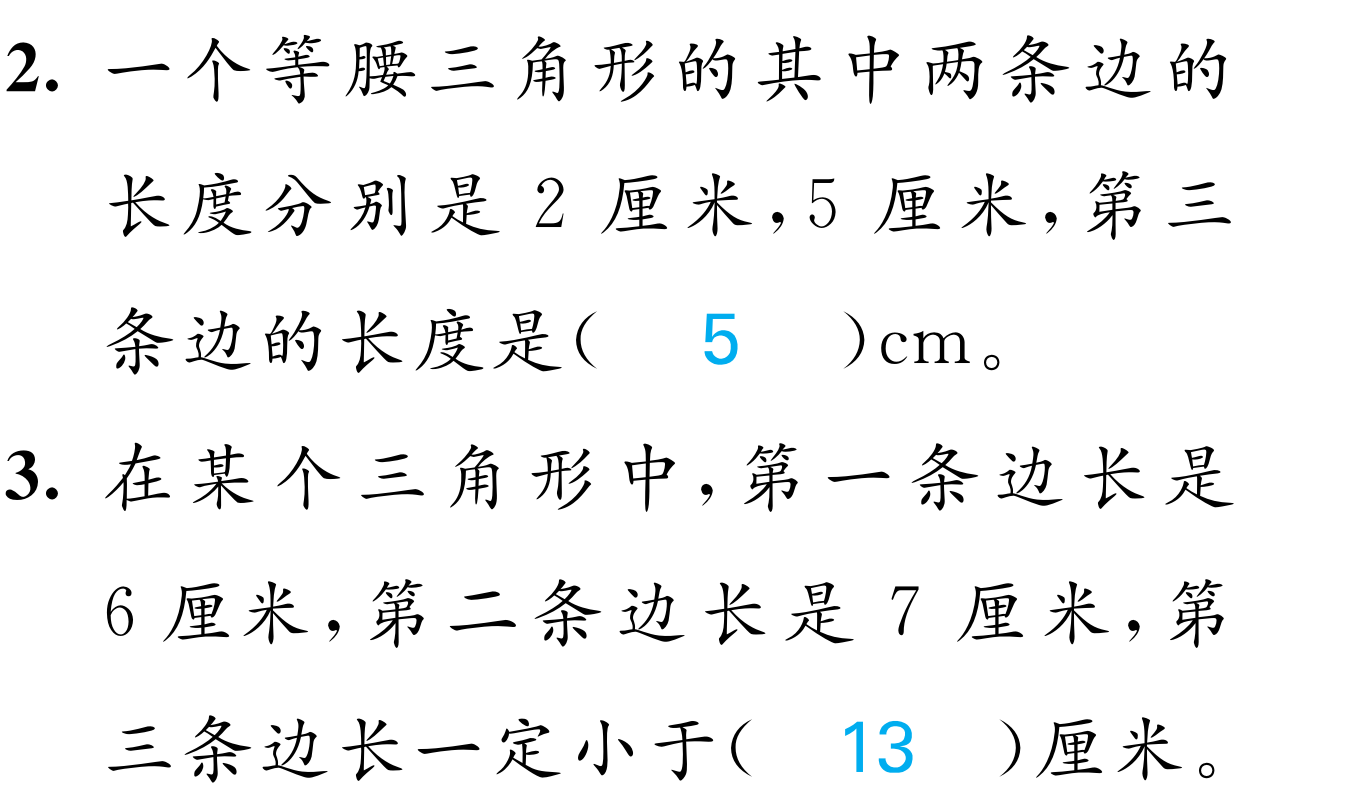 2. 一个等腰三角形的其中两条边的
长度分别是 2 厘米,5 厘米,第三
条边的长度是( 5 )cm。
3. 在某个三角形中,第一条边长是
6 厘米,第二条边长是 7 厘米,第
三条边长一定小于( 13 )厘米。